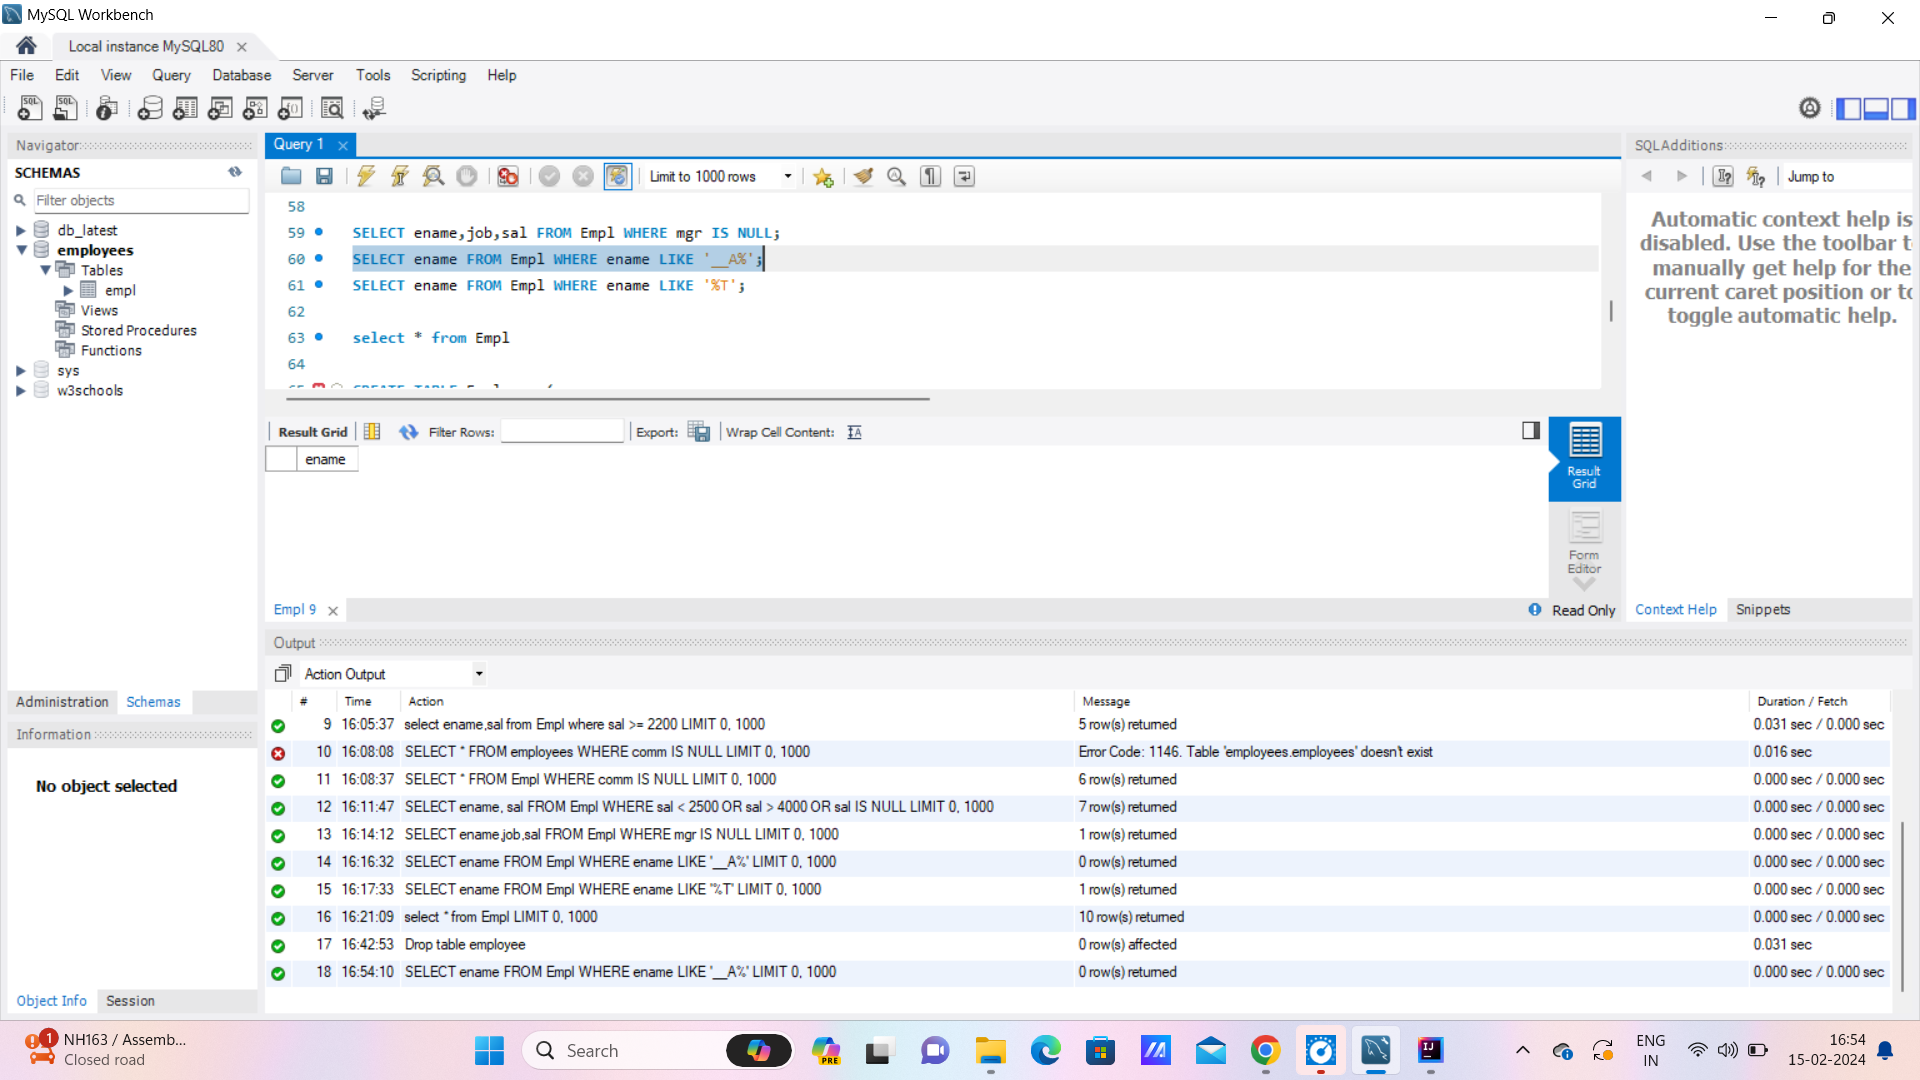 MySQL Workbench
Local instance MySQL80
File Edit View Query Database Server Tools Scripting Help
Navigator
SCHEMAS
Filter objects
db_latest
employees
Tables
empl
Views
Stored Procedures
Functions
sys
w3schools
Administration Schemas
Information
No object selected
Object Info Session
Query 1
Limit to 1000 rows
58
59 SELECT ename,job,sal FROM Empl WHERE mgr IS NULL;
60 SELECT ename FROM Empl WHERE ename LIKE '__A%';
61 SELECT ename FROM Empl WHERE ename LIKE '%T';
62
63 select * from Empl
64
Result Grid Filter Rows: Export: Wrap Cell Content:
ename
Result
Grid
Form
Editor
Empl 9
Read Only
SQLAdditions
Jump to
Automatic context help is
disabled. Use the toolbar t
manually get help for the
current caret position or to
toggle automatic help.
Context Help Snippets
Output
Action Output
# Time Action Message Duration / Fetch
9 16:05:37 select ename,sal from Empl where sal >= 2200 LIMIT 0, 1000 5 row(s) returned 0.031 sec / 0.000 sec
10 16:08:08 SELECT * FROM employees WHERE comm IS NULL LIMIT 0, 1000 Error Code: 1146. Table 'employees.employees' doesn't exist 0.016 sec
11 16:08:37 SELECT * FROM Empl WHERE comm IS NULL LIMIT 0, 1000 6 row(s) returned 0.000 sec / 0.000 sec
12 16:11:47 SELECT ename, sal FROM Empl WHERE sal < 2500 OR sal > 4000 OR sal IS NULL LIMIT 0, 1000 7 row(s) returned 0.000 sec / 0.000 sec
13 16:14:12 SELECT ename,job,sal FROM Empl WHERE mgr IS NULL LIMIT 0, 1000 1 row(s) returned 0.000 sec / 0.000 sec
14 16:16:32 SELECT ename FROM Empl WHERE ename LIKE '__A%' LIMIT 0, 1000 0 row(s) returned 0.000 sec / 0.000 sec
15 16:17:33 SELECT ename FROM Empl WHERE ename LIKE '%T' LIMIT 0, 1000 1 row(s) returned 0.000 sec / 0.000 sec
16 16:21:09 select * from Empl LIMIT 0, 1000 10 row(s) returned 0.000 sec / 0.000 sec
17 16:42:53 Drop table employee 0 row(s) affected 0.031 sec
18 16:54:10 SELECT ename FROM Empl WHERE ename LIKE '__A%' LIMIT 0, 1000 0 row(s) returned 0.000 sec / 0.000 sec
1
NH163 / Assemb...
Closed road
Search
PRE
IJ
ENG
IN
16:54
15-02-2024